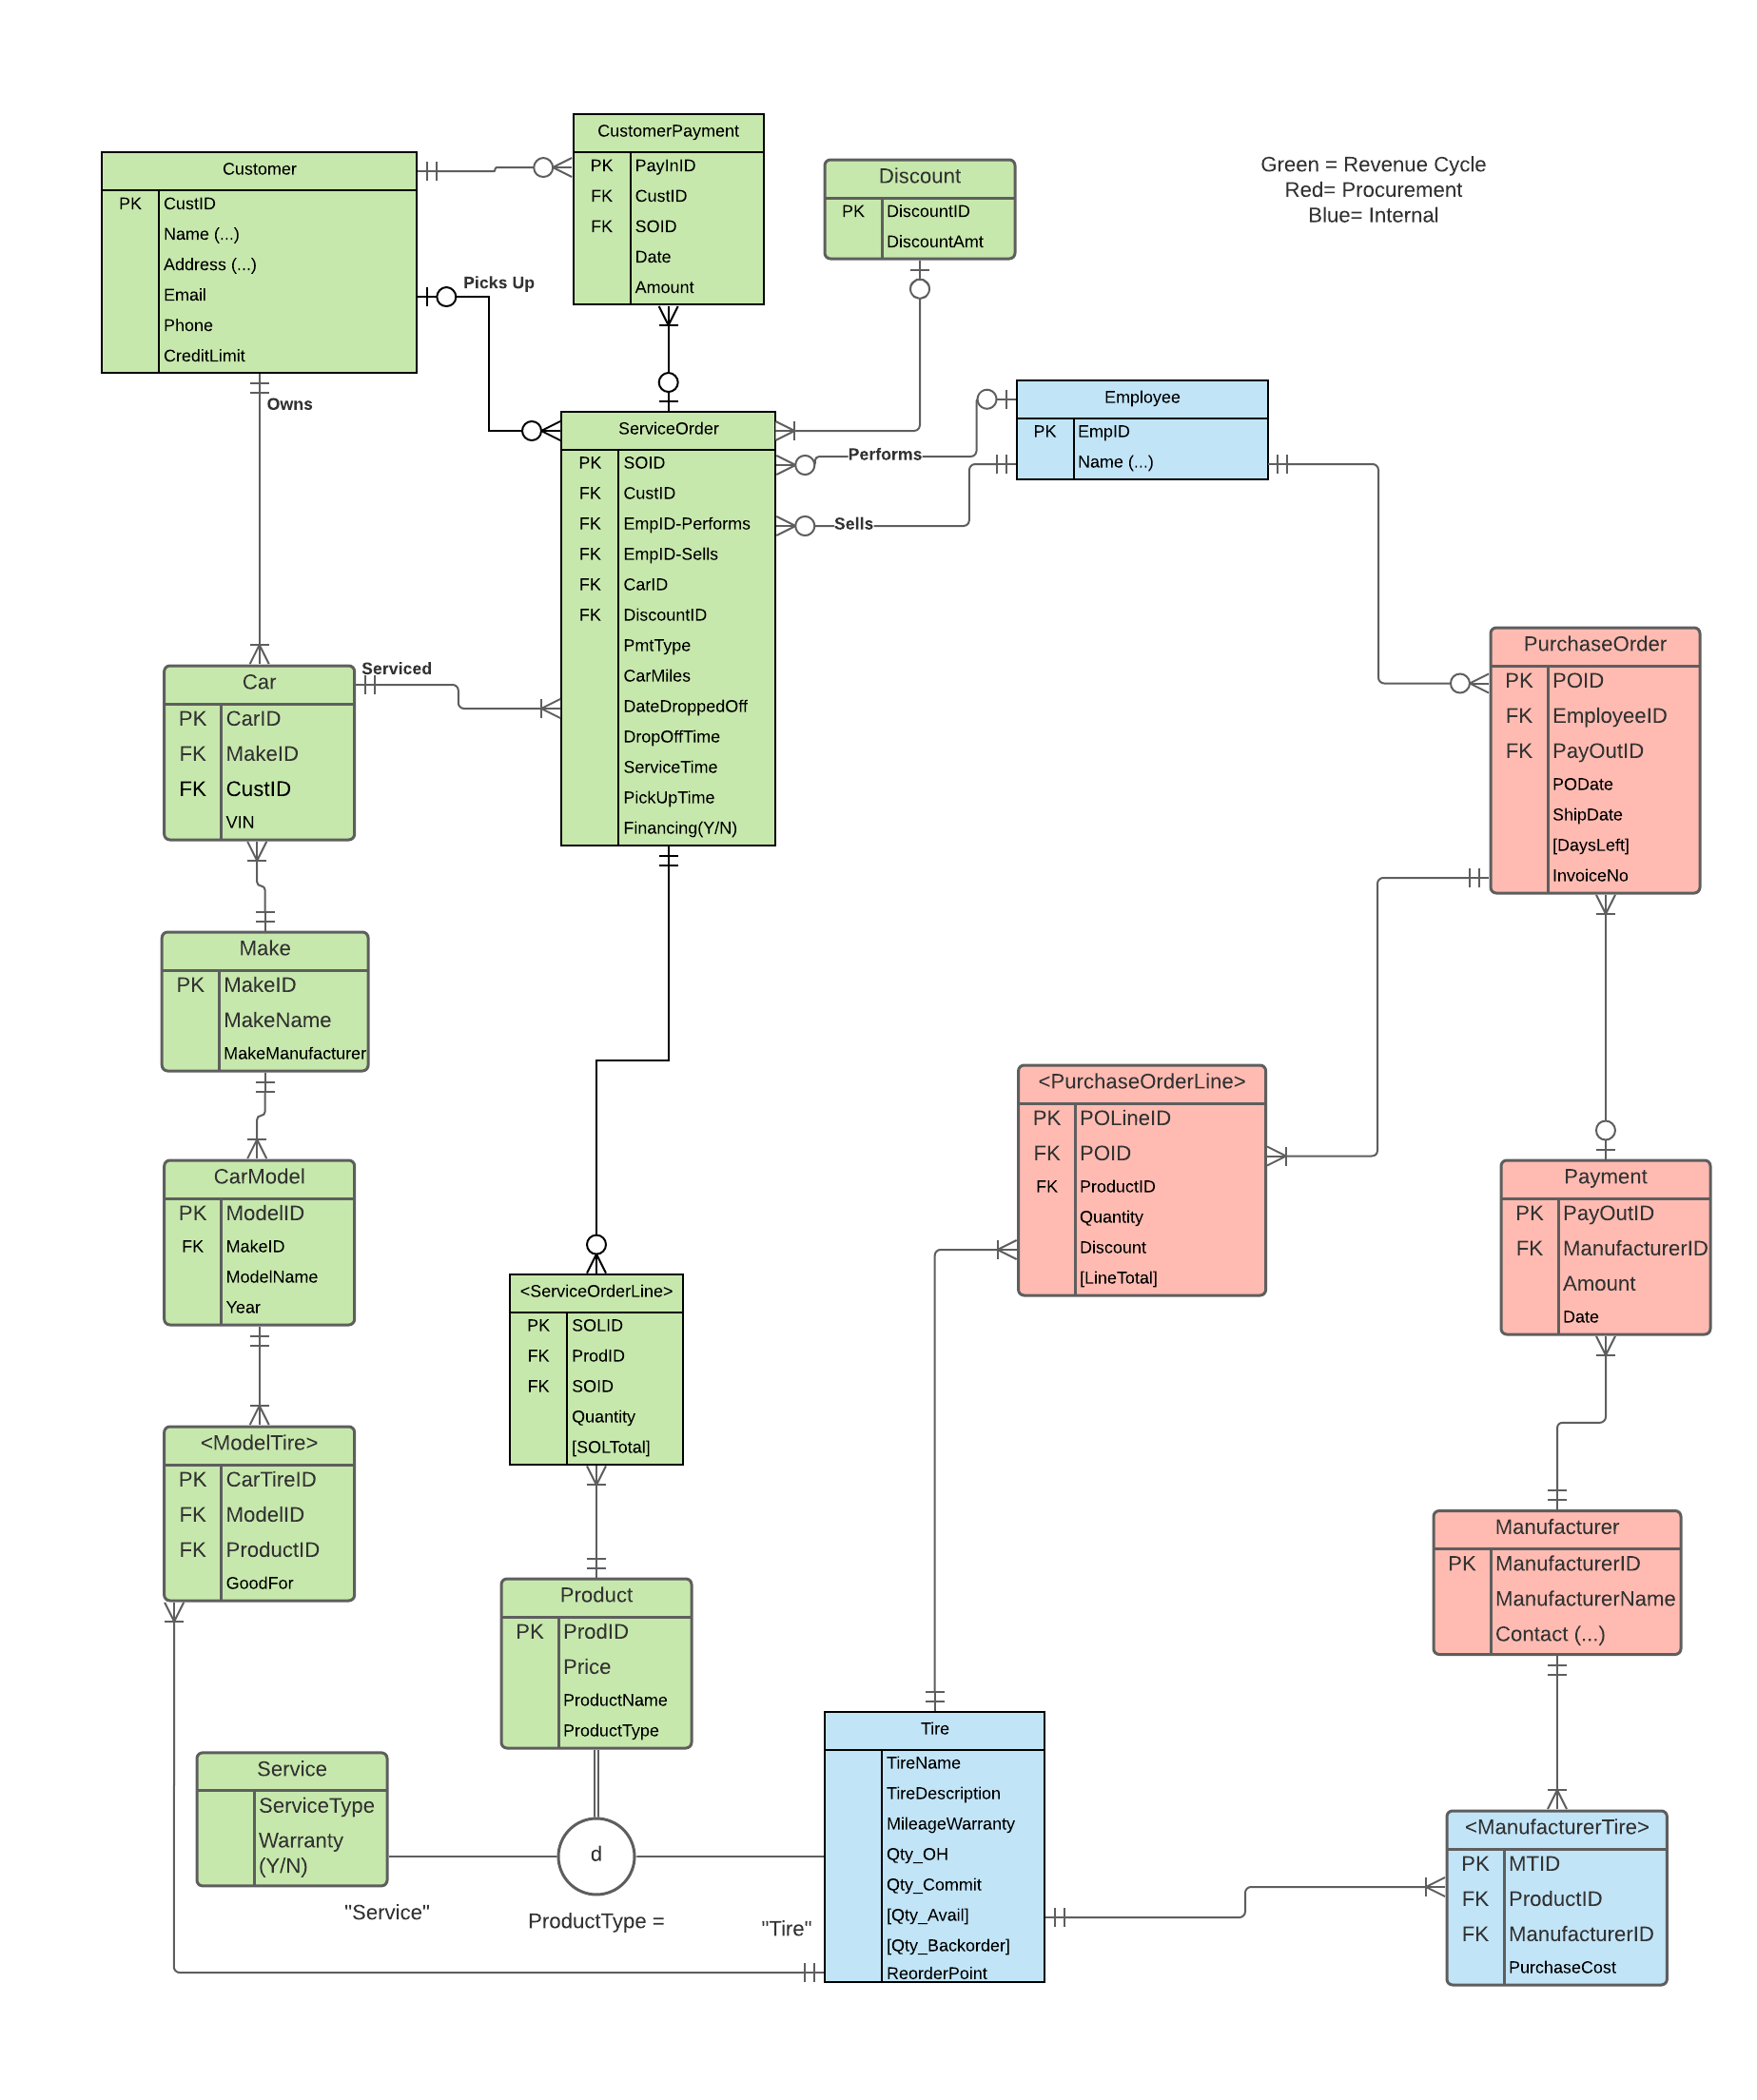 CustomerPayment
PK PayInID
FK CustID
FK SOID
Date
Amount
Customer
PK CustID
Name (...)
Address (...)
Email
Phone
CreditLimit
Discount
PK DiscountID
DiscountAmt
Green = Revenue Cycle
Red= Procurement
Blue= Internal
Picks Up
Owns
Employee
PK EmpID
Name (...)
ServiceOrder
PK SOID
FK CustID
FK EmpID-Performs
FK EmpID-Sells
FK CarID
FK DiscountID
PmtType
CarMiles
DateDroppedOff
DropOffTime
ServiceTime
PickUpTime
Financing(Y/N)
Performs
Sells
PurchaseOrder
PK POID
FK EmployeeID
FK PayOutID
PODate
ShipDate
[DaysLeft]
InvoiceNo
Serviced
Car
PK CarID
FK MakeID
FK CustID
VIN
Make
PK MakeID
MakeName
MakeManufacturer
<PurchaseOrderLine>
PK POLineID
FK POID
FK ProductID
Quantity
Discount
[LineTotal]
CarModel
PK ModelID
FK MakeID
ModelName
Year
Payment
PK PayOutID
FK ManufacturerID
Amount
Date
<ServiceOrderLine>
PK SOLID
FK ProdID
FK SOID
Quantity
[SOLTotal]
<ModelTire>
PK CarTireID
FK ModelID
FK ProductID
GoodFor
Manufacturer
PK ManufacturerID
ManufacturerName
Contact (...)
Product
PK ProdID
Price
ProductName
ProductType
Tire
TireName
TireDescription
MileageWarranty
Qty_OH
Qty_Commit
[Qty_Avail]
[Qty_Backorder]
ReorderPoint
Service
ServiceType
Warranty
(Y/N)
d
"Service"
ProductType =
"Tire"
<ManufacturerTire>
PK MTID
FK ProductID
FK ManufacturerID
PurchaseCost